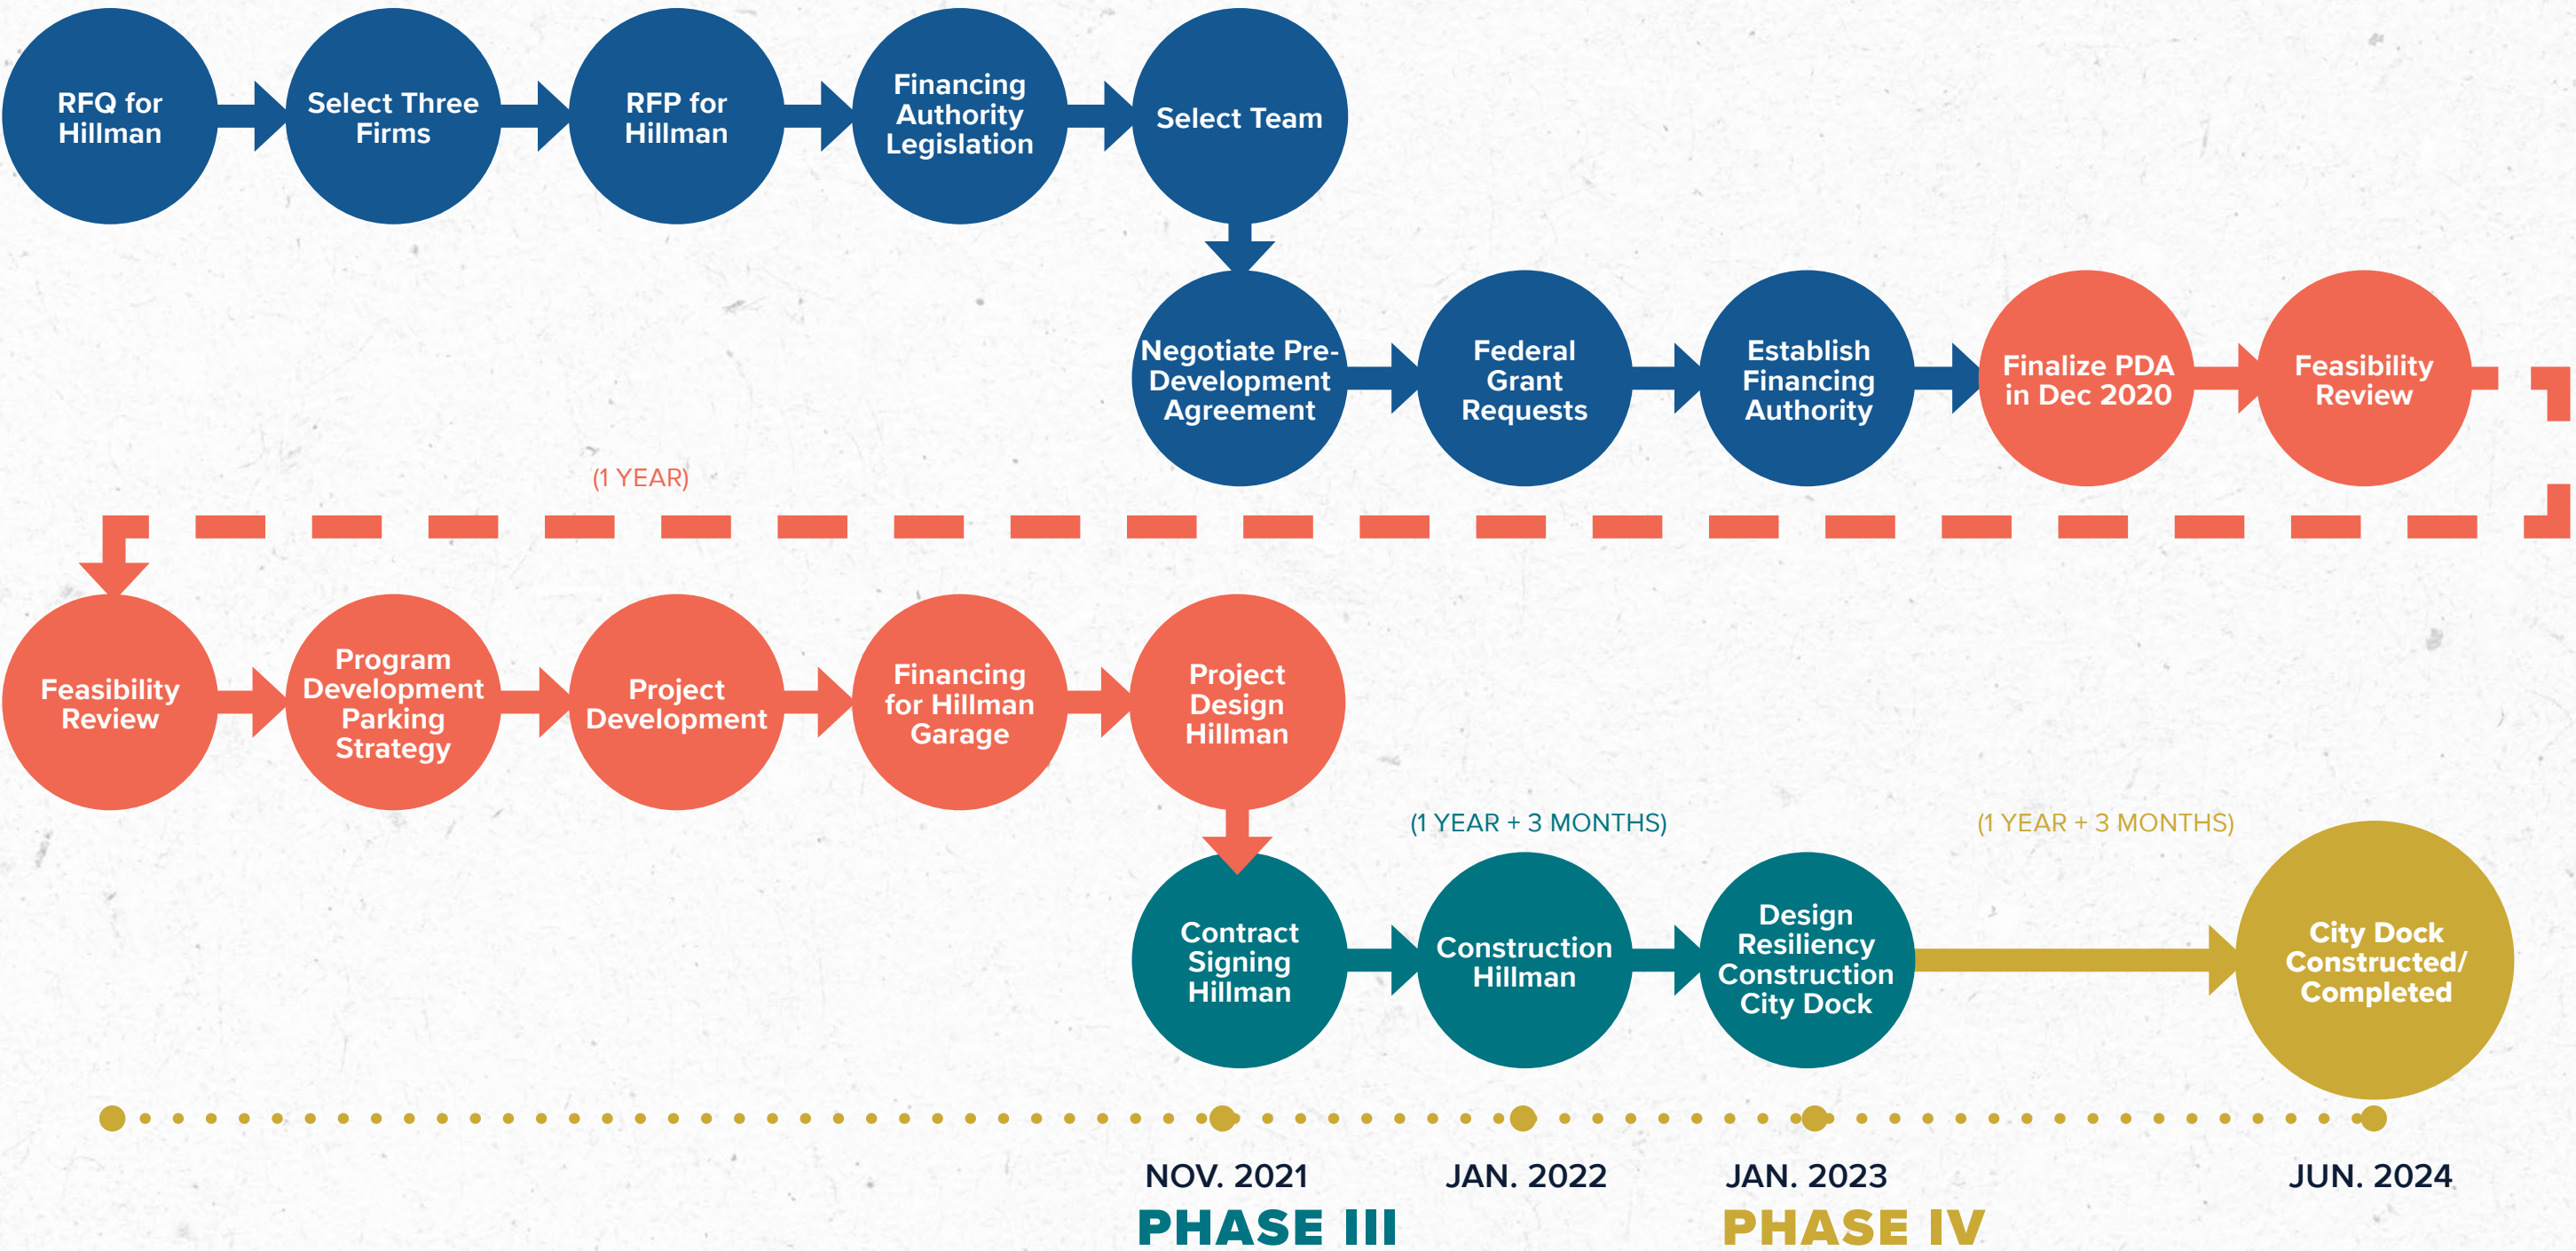 RFQ for
Hillman
Select Three
Firms
RFP for
Hillman
Financing
Authority
Legislation
Select Team
Negotiate Pre-
Development
Agreement
Federal
Grant
Requests
Establish
Financing
Authority
Finalize PDA
in Dec 2020
Feasibility
Review
(1 YEAR)
Feasibility
Review
Program
Development
Parking
Strategy
Project
Development
Financing
for Hillman
Garage
Project
Design
Hillman
(1 YEAR + 3 MONTHS)
(1 YEAR + 3 MONTHS)
Contract
Signing
Hillman
Construction
Hillman
Design
Resiliency
Construction
City Dock
City Dock
Constructed/
Completed
NOV. 2021
JAN. 2022
JAN. 2023
JUN. 2024
PHASE III
PHASE IV